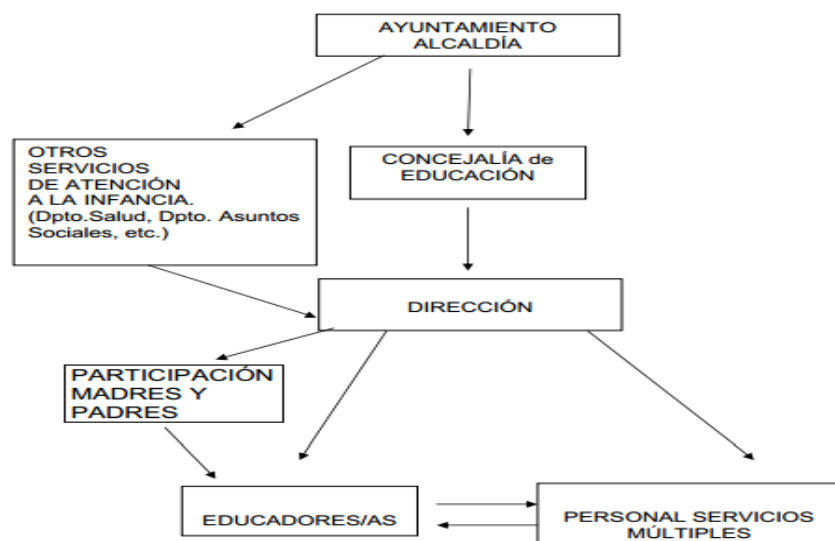 AYUNTAMIENTO
ALCALDÍA
OTROS
SERVICIOS
DE ATENCIÓN
A LA INFANCIA.
(Dpto.Salud, Dpto. Asuntos
Sociales, etc.)
CONCEJALÍA de
EDUCACIÓN
DIRECCIÓN
PARTICIPACIÓN
MADRES Y
PADRES
EDUCADORES/AS
PERSONAL SERVICIOS
MÚLTIPLES